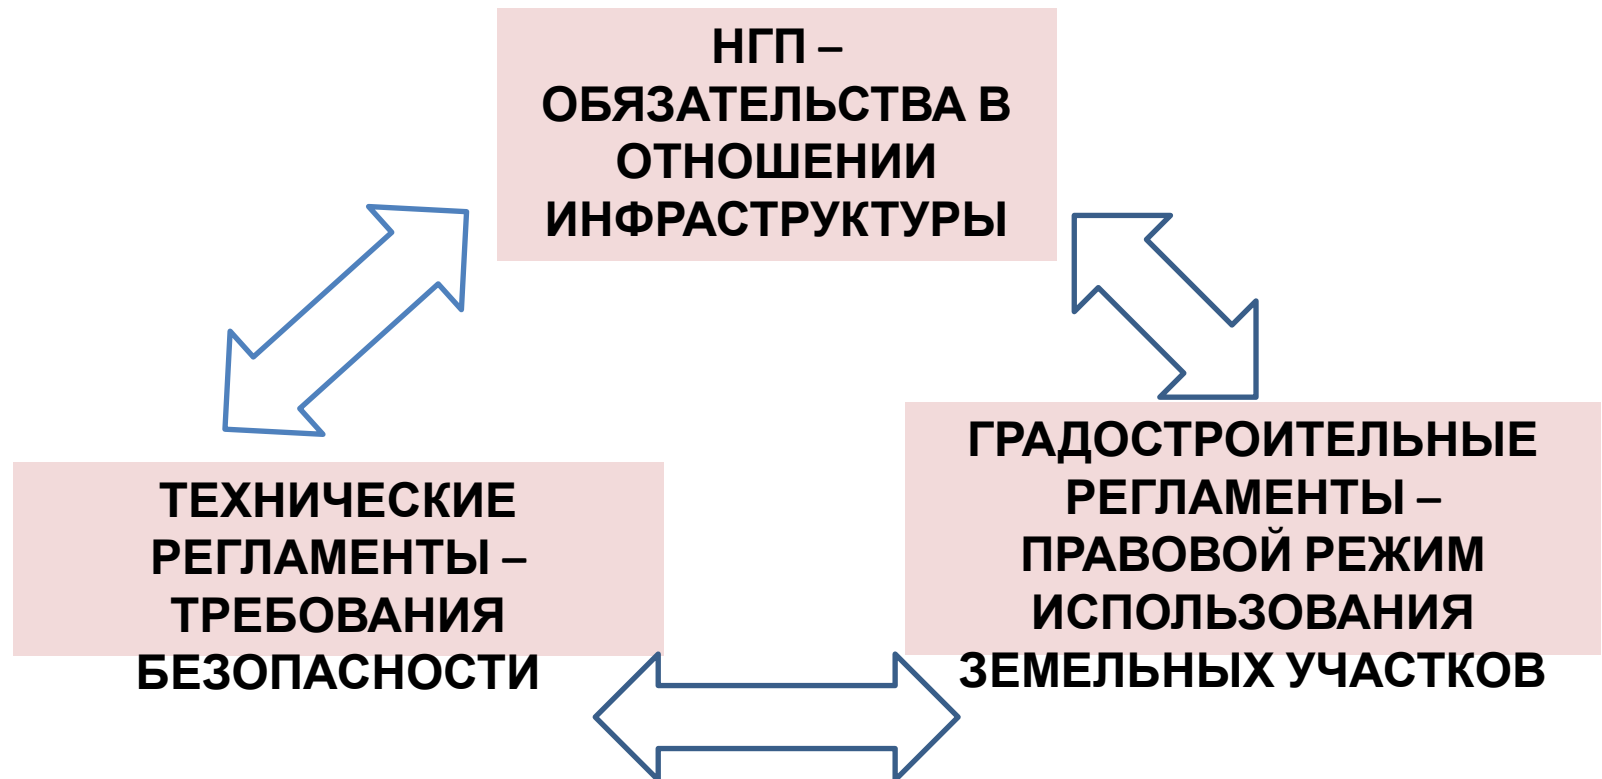 НГП –
ОБЯЗАТЕЛЬСТВА В
ОТНОШЕНИИ
ИНФРАСТРУКТУРЫ
ТЕХНИЧЕСКИЕ
РЕГЛАМЕНТЫ –
ТРЕБОВАНИЯ
БЕЗОПАСНОСТИ
ГРАДОСТРОИТЕЛЬНЫЕ
РЕГЛАМЕНТЫ –
ПРАВОВОЙ РЕЖИМ
ИСПОЛЬЗОВАНИЯ
ЗЕМЕЛЬНЫХ УЧАСТКОВ